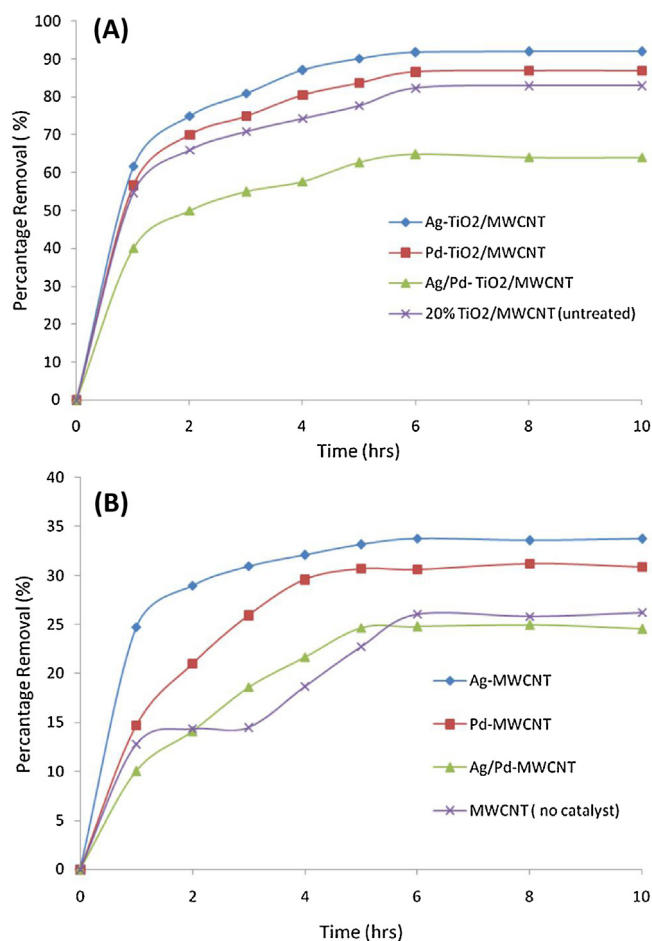 (A)
100
90
80
70
60
50
40
30
20
10
0
Percantage Removal ( %)
Ag-TiO2/MWCNT
Pd-TiO2/MWCNT
Ag/Pd- TiO2/MWCNT
20% TiO2/MWCNT (untreated)
0 2 4 6 8 10
Time (hrs)
(B)
40
35
30
25
20
15
10
5
0
Percantage Removal (%)
Ag-MWCNT
Pd-MWCNT
Ag/Pd-MWCNT
MWCNT ( no catalyst)
0 2 4 6 8 10
Time (hrs)